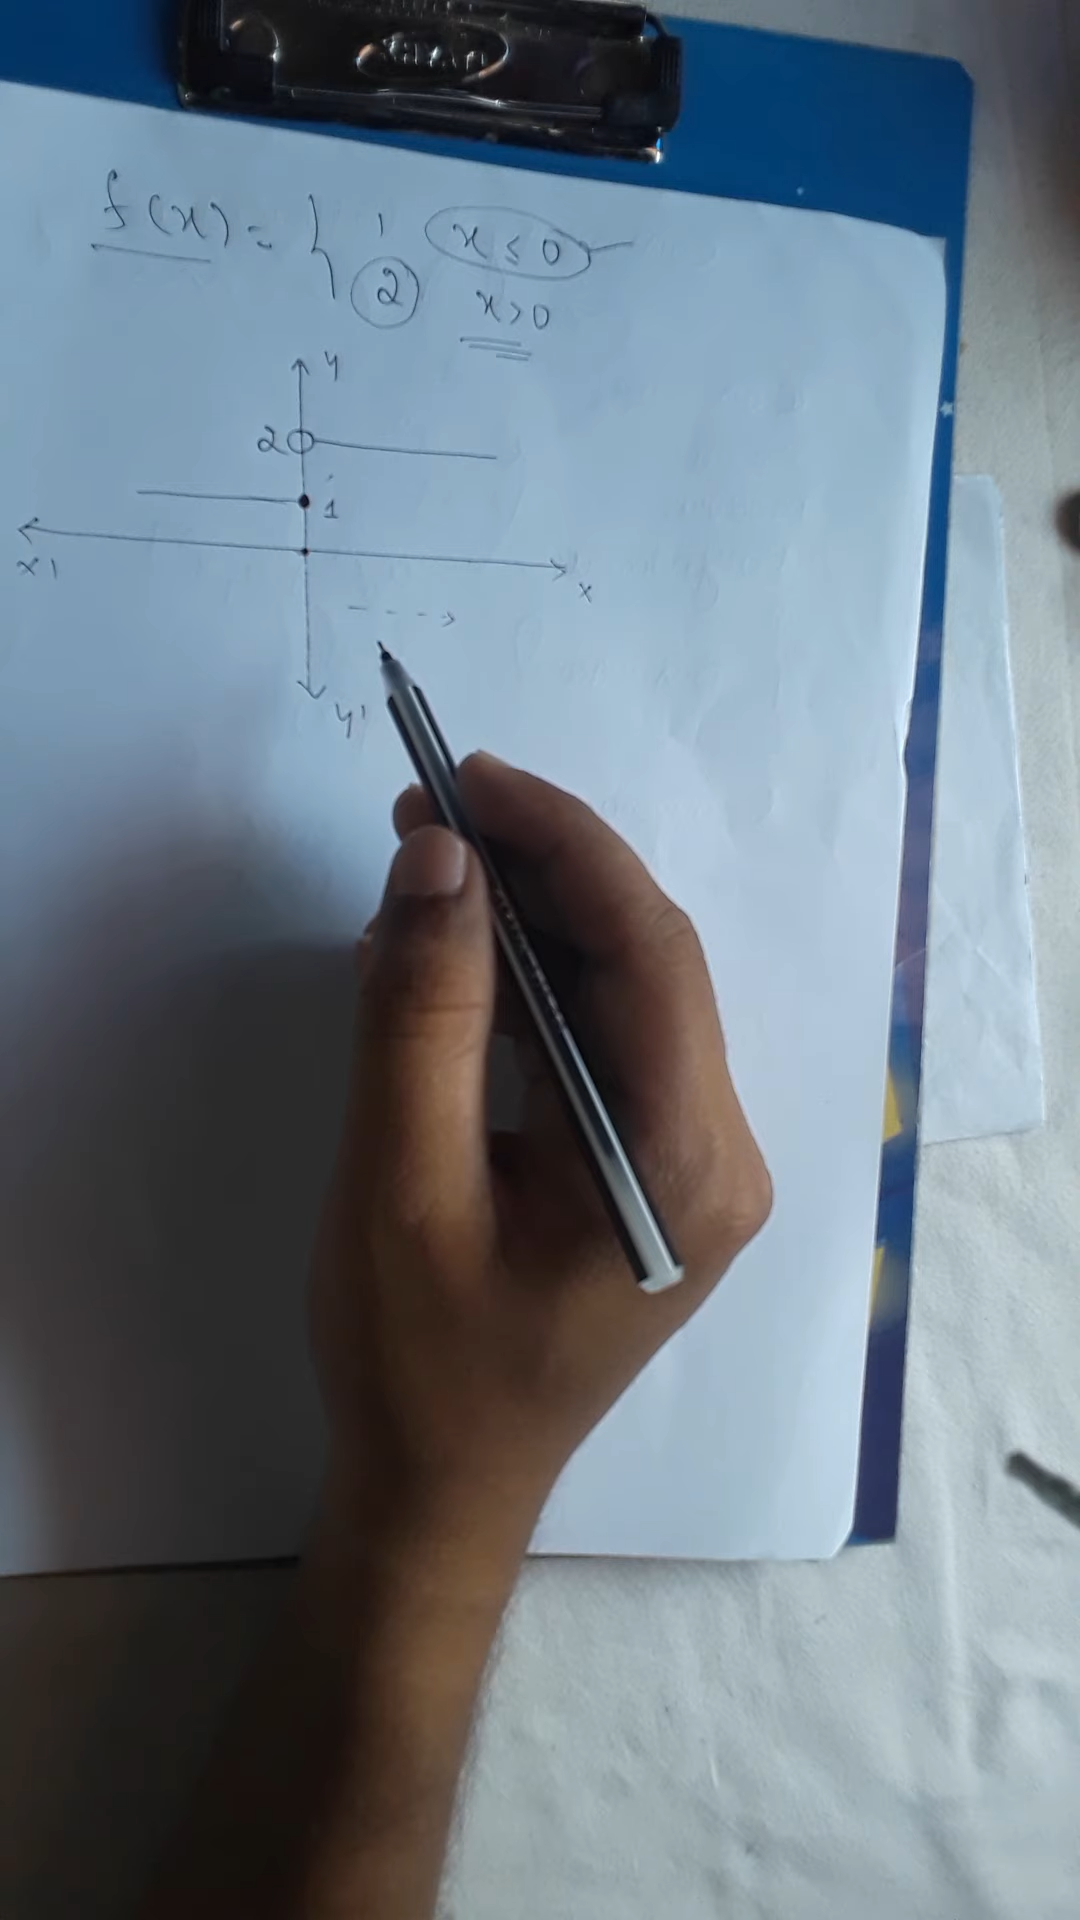 f(x) = { 1 x ≤ 0
2 x > 0
y
2
1
x' x
y'